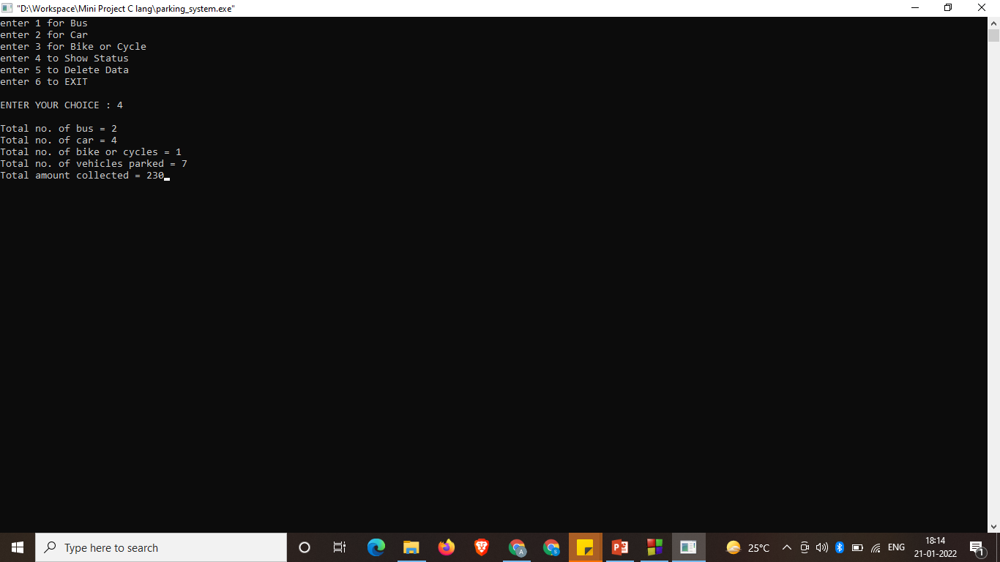 "D:\Workspace\Mini Project C lang\parking_system.exe"
enter 1 for Bus
enter 2 for Car
enter 3 for Bike or Cycle
enter 4 to Show Status
enter 5 to Delete Data
enter 6 to EXIT
ENTER YOUR CHOICE : 4
Total no. of bus = 2
Total no. of car = 4
Total no. of bike or cycles = 1
Total no. of vehicles parked = 7
Total amount collected = 230
Type here to search
25°C
ENG
18:14
21-01-2022
1